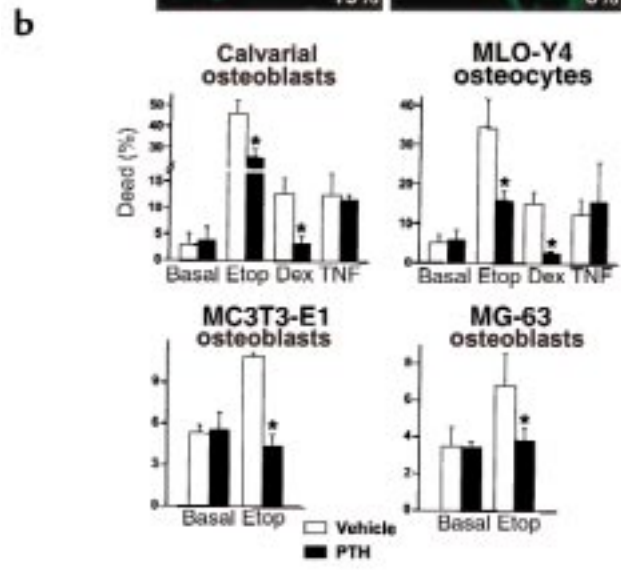 b
Calvarial
osteoblasts
MLO-Y4
osteocytes
Dead (%)
50
40
30
15
10
5
0
Basal Etop Dex TNF
40
30
20
10
0
Basal Etop Dex TNF
MC3T3-E1
osteoblasts
MG-63
osteoblasts
9
6
3
0
Basal Etop
8
6
4
2
0
Basal Etop
Vehicle
PTH